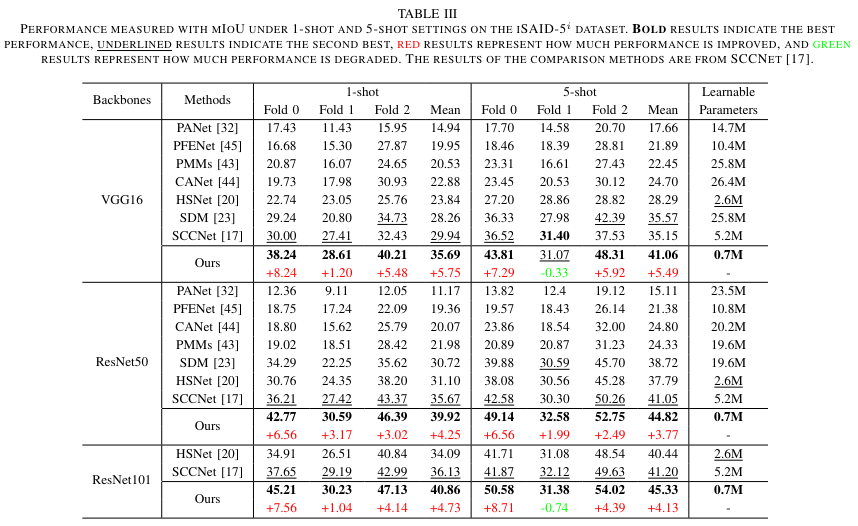 TABLE III
PERFORMANCE MEASURED WITH MIOU UNDER 1-SHOT AND 5-SHOT SETTINGS ON THE ISAID-5^i DATASET. BOLD RESULTS INDICATE THE BEST
PERFORMANCE, UNDERLINED RESULTS INDICATE THE SECOND BEST, RED RESULTS REPRESENT HOW MUCH PERFORMANCE IS IMPROVED, AND GREEN
RESULTS REPRESENT HOW MUCH PERFORMANCE IS DEGRADED. THE RESULTS OF THE COMPARISON METHODS ARE FROM SCCNET [17].
Backbones Methods 1-shot 5-shot Learnable
Fold 0 Fold 1 Fold 2 Mean Fold 0 Fold 1 Fold 2 Mean Parameters
PANet [32] 17.43 11.43 15.95 14.94 17.70 14.58 20.70 17.66 14.7M
PFENet [45] 16.68 15.30 27.87 19.95 18.46 18.39 28.81 21.89 10.4M
PMMs [43] 20.87 16.07 24.65 20.53 23.31 16.61 27.43 22.45 25.8M
CANet [44] 19.73 17.98 30.93 22.88 23.45 20.53 30.12 24.70 26.4M
VGG16 HSNet [20] 22.74 23.05 25.76 23.84 27.20 28.86 28.82 28.29 2.6M
SDM [23] 29.24 20.80 34.73 28.26 36.33 27.98 42.39 35.57 25.8M
SCCNet [17] 30.00 27.41 32.43 29.94 36.52 31.40 37.53 35.15 5.2M
Ours 38.24 28.61 40.21 35.69 43.81 31.07 48.31 41.06 0.7M
+8.24 +1.20 +5.48 +5.75 +7.29 -0.33 +5.92 +5.49 -
PANet [32] 12.36 9.11 12.05 11.17 13.82 12.4 19.12 15.11 23.5M
PFENet [45] 18.75 17.24 22.09 19.36 19.57 18.43 26.14 21.38 10.8M
CANet [44] 18.80 15.62 25.79 20.07 23.86 18.54 32.00 24.80 20.2M
PMMs [43] 19.02 18.51 28.42 21.98 20.89 20.87 31.23 24.33 19.6M
ResNet50 SDM [23] 34.29 22.25 35.62 30.72 39.88 30.59 45.70 38.72 19.6M
HSNet [20] 30.76 24.35 38.20 31.10 38.08 30.56 45.28 37.79 2.6M
SCCNet [17] 36.21 27.42 43.37 35.67 42.58 30.30 50.26 41.05 5.2M
Ours 42.77 30.59 46.39 39.92 49.14 32.58 52.75 44.82 0.7M
+6.56 +3.17 +3.02 +4.25 +6.56 +1.99 +2.49 +3.77 -
HSNet [20] 34.91 26.51 40.84 34.09 41.71 31.08 48.54 40.44 2.6M
ResNet101 SCCNet [17] 37.65 29.19 42.99 36.13 41.87 32.12 49.63 41.20 5.2M
Ours 45.21 30.23 47.13 40.86 50.58 31.38 54.02 45.33 0.7M
+7.56 +1.04 +4.14 +4.73 +8.71 -0.74 +4.39 +4.13 -